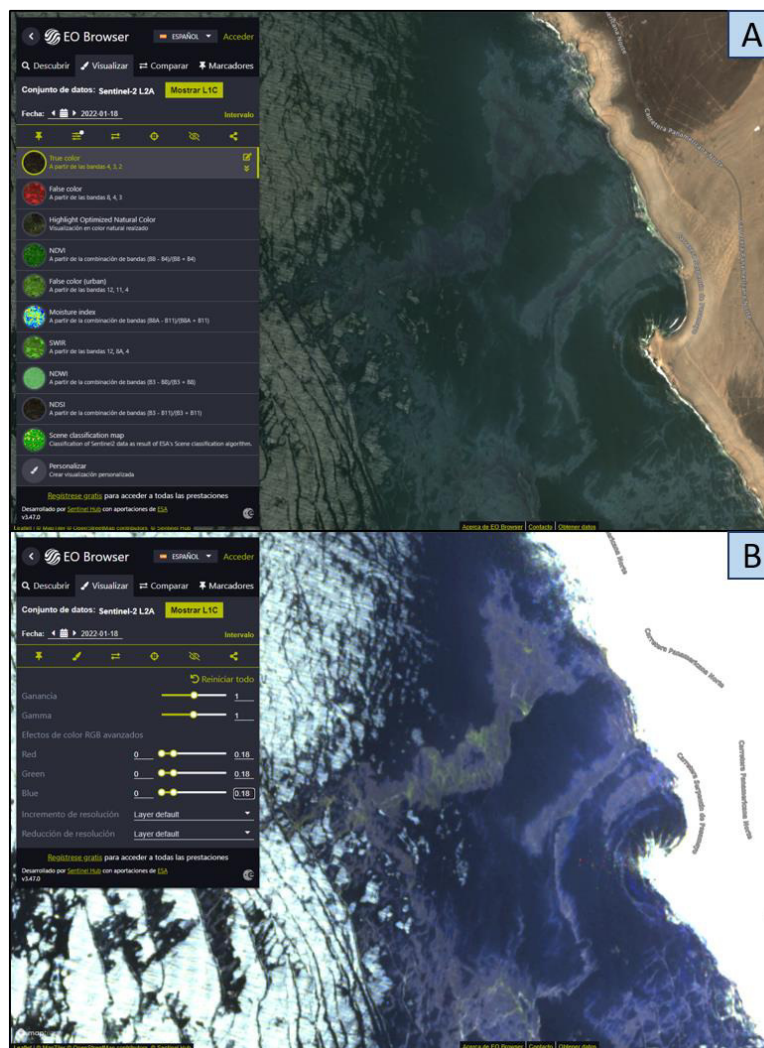 A
EO Browser
ESPAÑOL
Acceder
Descubrir Visualizar Comparar Marcadores
Conjunto de datos: Sentinel-2 L2A Mostrar L1C
Fecha: 2022-01-18 Intervalo
True color
A partir de las bandas 4, 3, 2
False color
A partir de las bandas 8, 4, 3
Highlight Optimized Natural Color
Visualización en color natural realzado
NDVI
A partir de la combinación de bandas (B8 - B4)/(B8 + B4)
False color (urban)
A partir de las bandas 12, 11, 4
Moisture index
A partir de la combinación de bandas (B8A - B11)/(B8A + B11)
SWIR
A partir de las bandas 12, 8A, 4
NDWI
A partir de la combinación de bandas (B3 - B8)/(B3 + B8)
NDSI
A partir de la combinación de bandas (B3 - B11)/(B3 + B11)
Scene classification map
Classification of Sentinel2 data as result of ESA's Scene classification algorithm.
Personalizar
Crear visualización personalizada
Regístrese gratis para acceder a todas las prestaciones
Desarrollado por Sentinel Hub con aportaciones de ESA
v3.47.0
Acerca de EO Browser Contacto Obtener datos
B
EO Browser
ESPAÑOL
Acceder
Descubrir Visualizar Comparar Marcadores
Conjunto de datos: Sentinel-2 L2A Mostrar L1C
Fecha: 2022-01-18 Intervalo
Reiniciar todo
Ganancia 1
Gamma 1
Efectos de color RGB avanzados
Red 0 0.18
Green 0 0.18
Blue 0 0.18
Incremento de resolución Layer default
Reducción de resolución Layer default
Regístrese gratis para acceder a todas las prestaciones
Desarrollado por Sentinel Hub con aportaciones de ESA
v3.47.0
Carretera Panamericana Norte
Carretera Panamericana Norte
Acerca de EO Browser Contacto Obtener datos